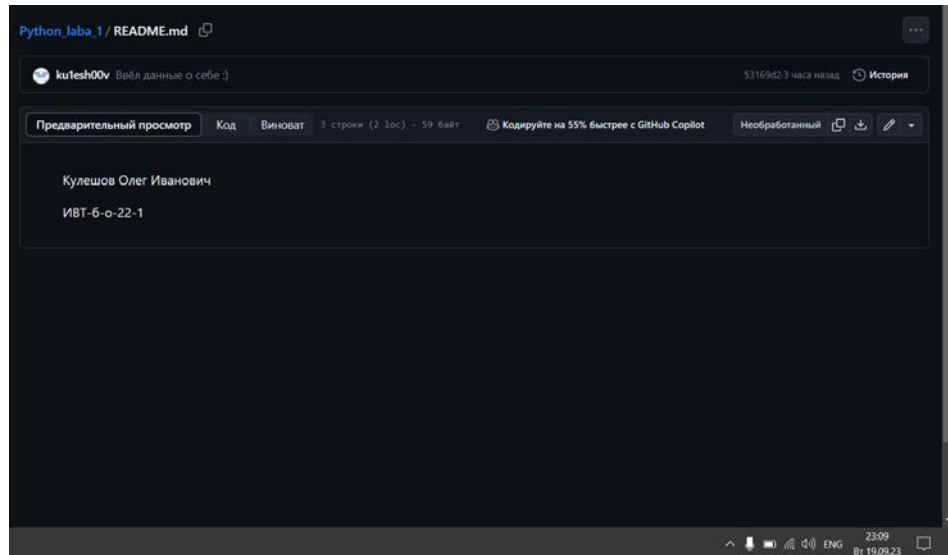 Python_laba_1 / README.md
ku1esh00v Ввёл данные о себе :)
53169d2·3 часа назад История
Предварительный просмотр Код Виноват 3 строки (2 loc) · 59 байт Кодируйте на 55% быстрее с GitHub Copilot Необработанный
Кулешов Олег Иванович
ИВТ-б-о-22-1
ENG 23:09
Вт 19.09.23